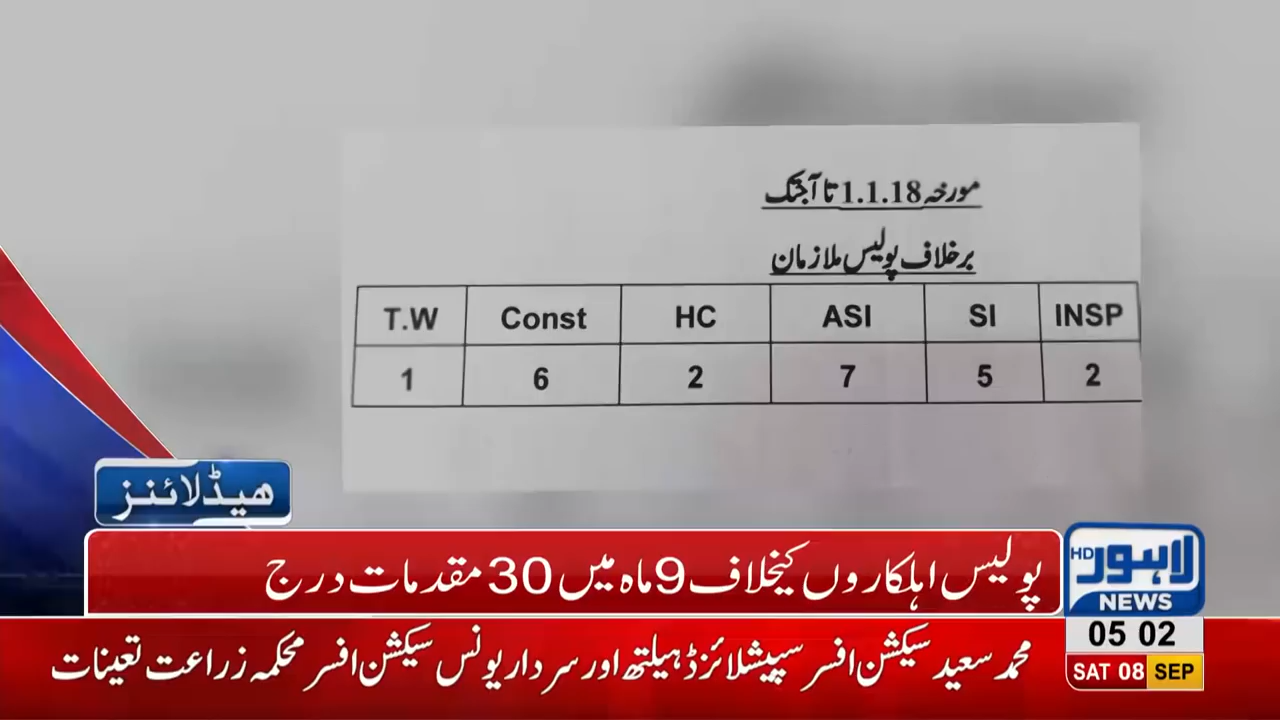 مورخہ 1.1.18 تا آجتک
برخلاف پولیس ملازمان
T.W Const HC ASI SI INSP
1 6 2 7 5 2
ھیڈلائنز
پولیس اہلکاروں کیخلاف 9 ماہ میں 30 مقدمات درج
HD لاہور
NEWS
05 02
SAT 08 SEP
محمد سعید سیکشن افسر سپیشلائزڈ ہیلتھ اور سردار یونس سیکشن افسر محکمہ زراعت تعینات